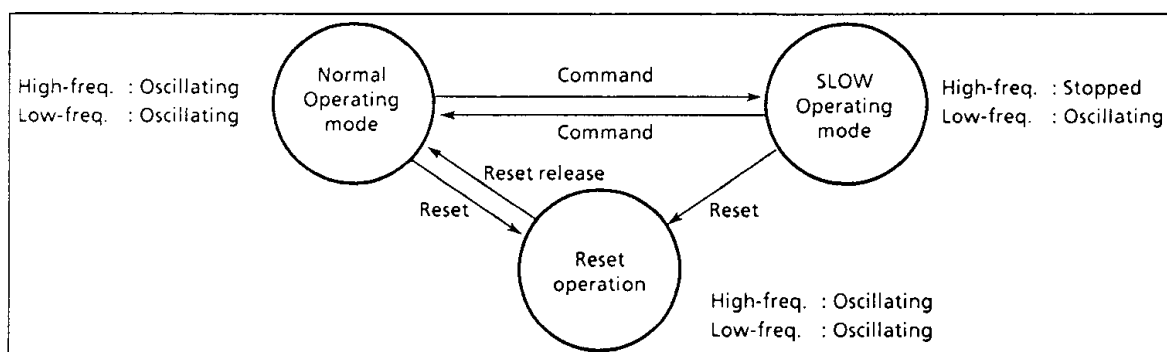 Normal
Operating
mode
High-freq. : Oscillating
Low-freq. : Oscillating
Command
Command
SLOW
Operating
mode
High-freq. : Stopped
Low-freq. : Oscillating
Reset release
Reset
Reset
Reset
operation
High-freq. : Oscillating
Low-freq. : Oscillating